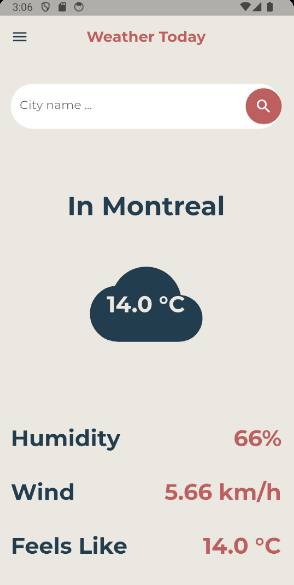 3:06
Weather Today
City name ...
In Montreal
14.0 °C
Humidity 66%
Wind 5.66 km/h
Feels Like 14.0 °C